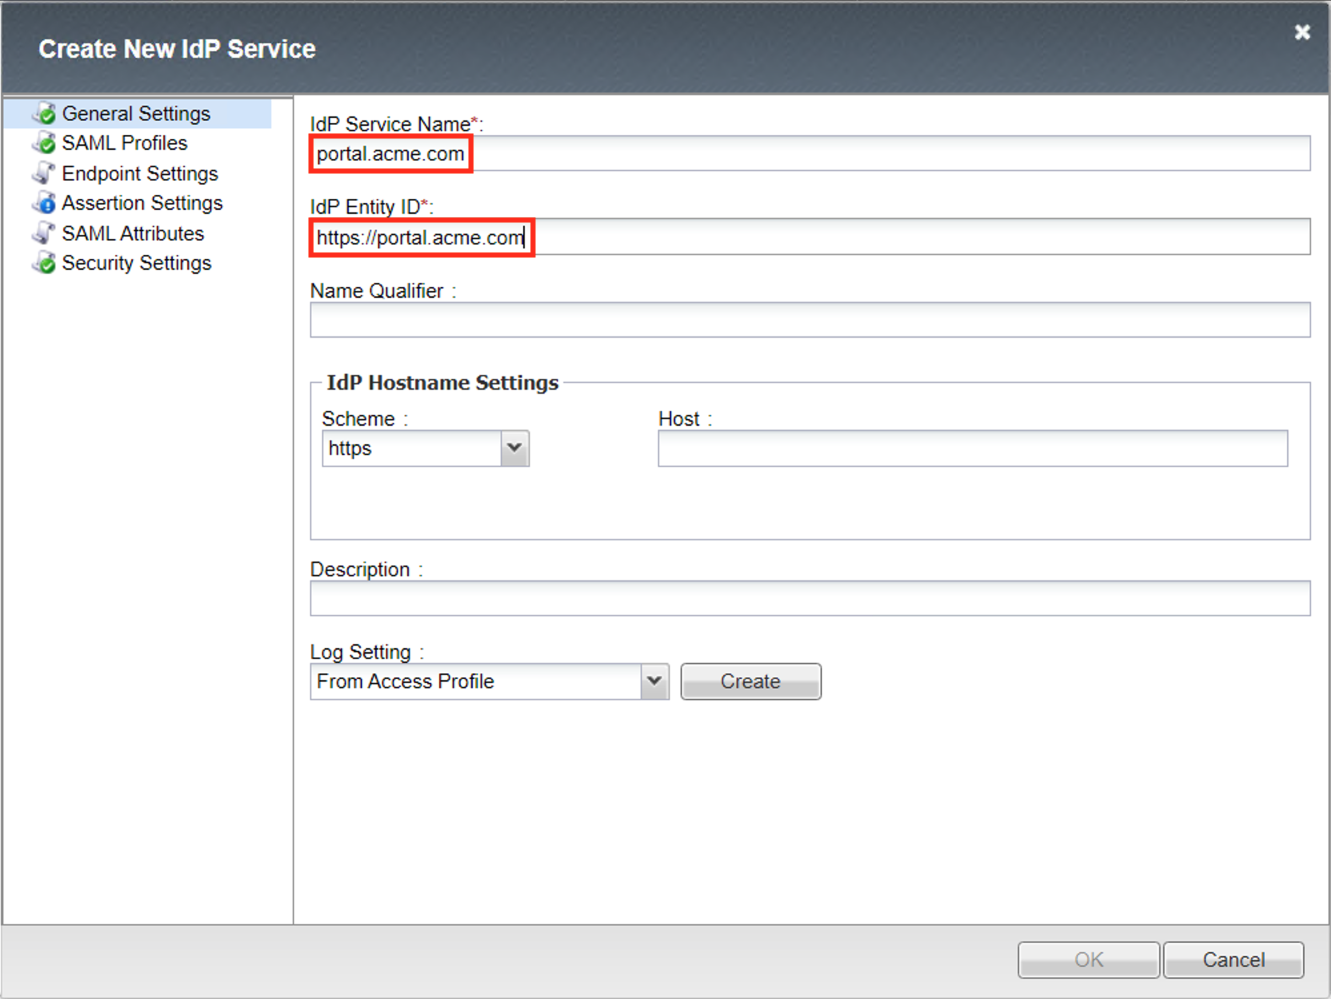 Create New IdP Service
General Settings
SAML Profiles
Endpoint Settings
Assertion Settings
SAML Attributes
Security Settings
IdP Service Name*:
portal.acme.com
IdP Entity ID*:
https://portal.acme.com
Name Qualifier :
IdP Hostname Settings
Scheme : Host :
https
Description :
Log Setting :
From Access Profile Create
OK Cancel